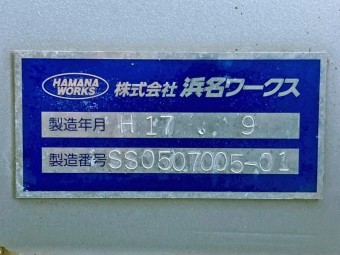 HAMANA
WORKS
株式会社 浜名ワークス
製造年月 H17 . 9
製造番号 SS0507005-01